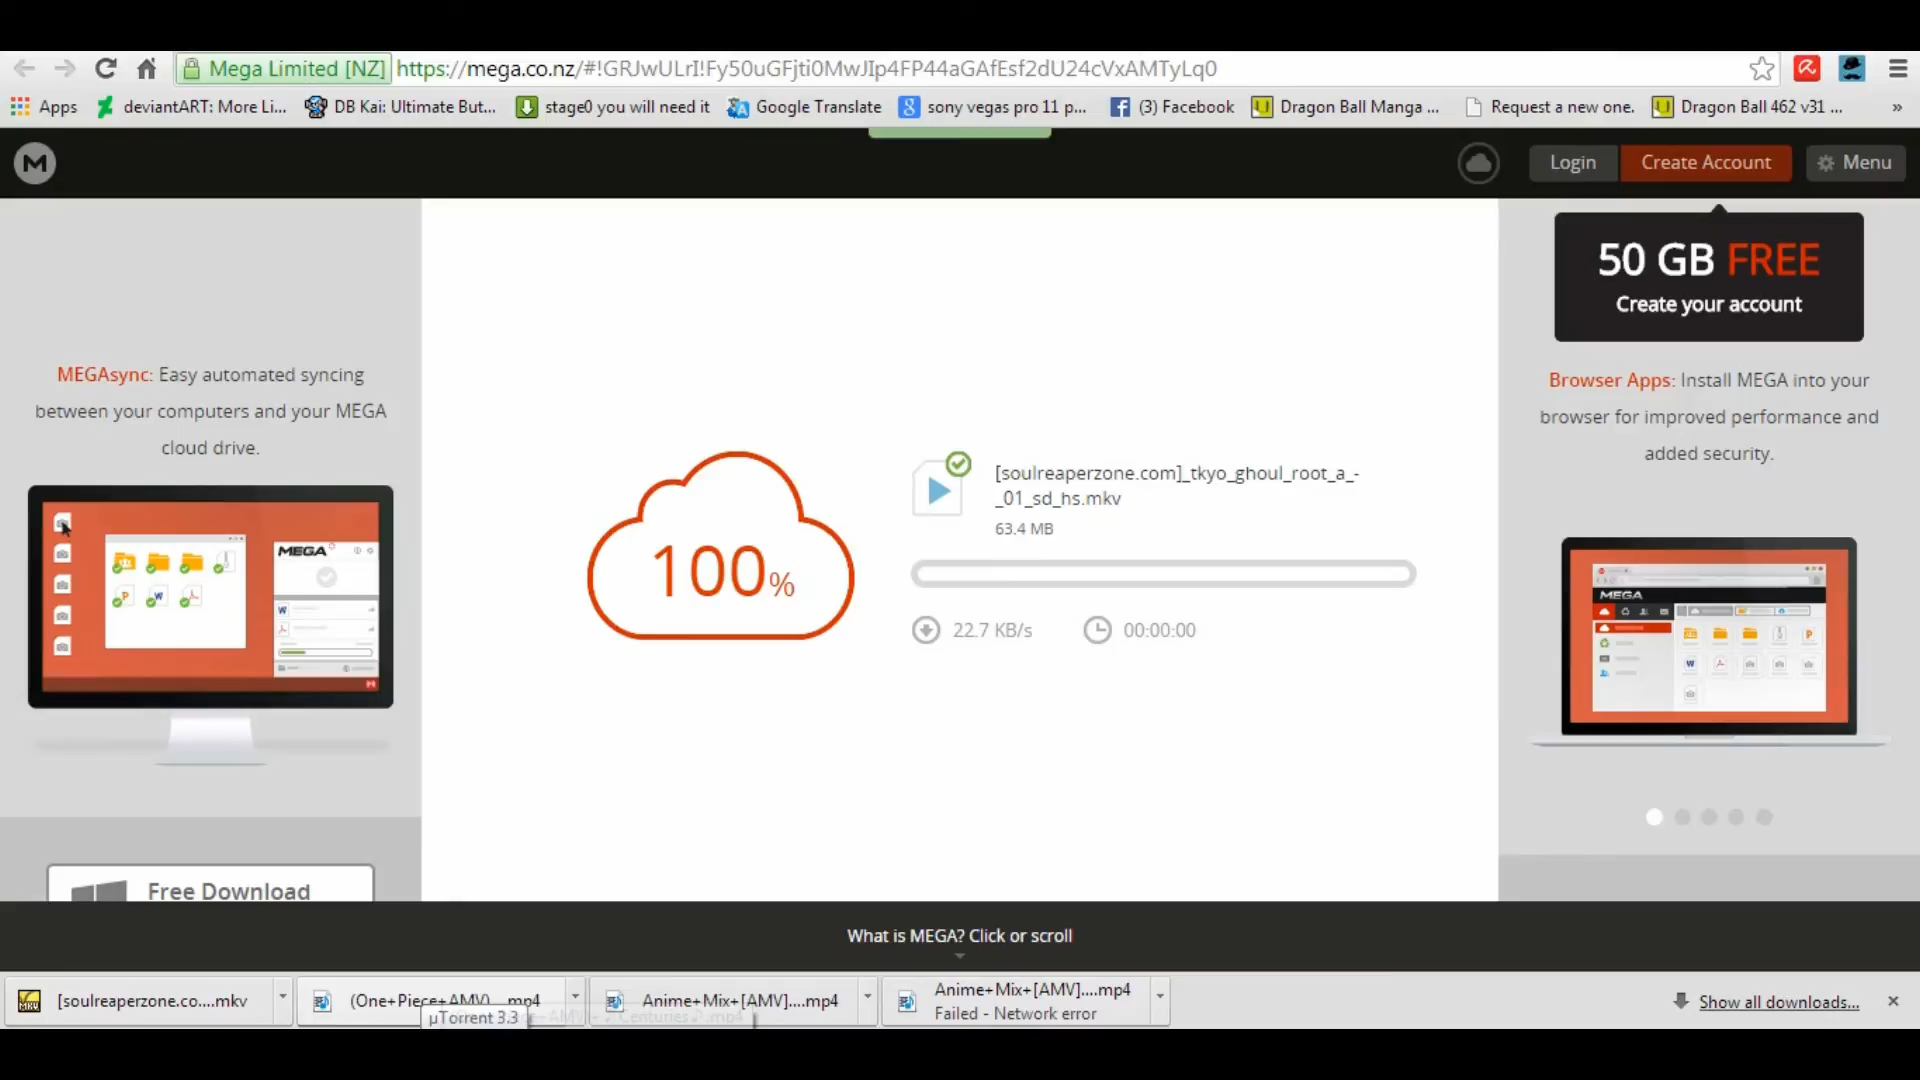 Mega Limited [NZ] https://mega.co.nz/#!GRJwULrI!Fy50uGFjti0MwJIp4FP44aGAfEsf2dU24cVxAMTyLq0
Apps deviantART: More Li... DB Kai: Ultimate But... stage0 you will need it Google Translate sony vegas pro 11 p... (3) Facebook Dragon Ball Manga ... Request a new one. Dragon Ball 462 v31 ... »
M Login Create Account Menu
50 GB FREE
Create your account
MEGAsync: Easy automated syncing
between your computers and your MEGA
cloud drive.
Browser Apps: Install MEGA into your
browser for improved performance and
added security.
MEGA
MEGA
[soulreaperzone.com]_tkyo_ghoul_root_a_-
_01_sd_hs.mkv
63.4 MB
100%
22.7 KB/s 00:00:00
Free Download
What is MEGA? Click or scroll
[soulreaperzone.co....mkv (One+Piece+AMV)....mp4 Anime+Mix+[AMV]....mp4 Anime+Mix+[AMV]....mp4
Failed - Network error
Show all downloads...
µTorrent 3.3